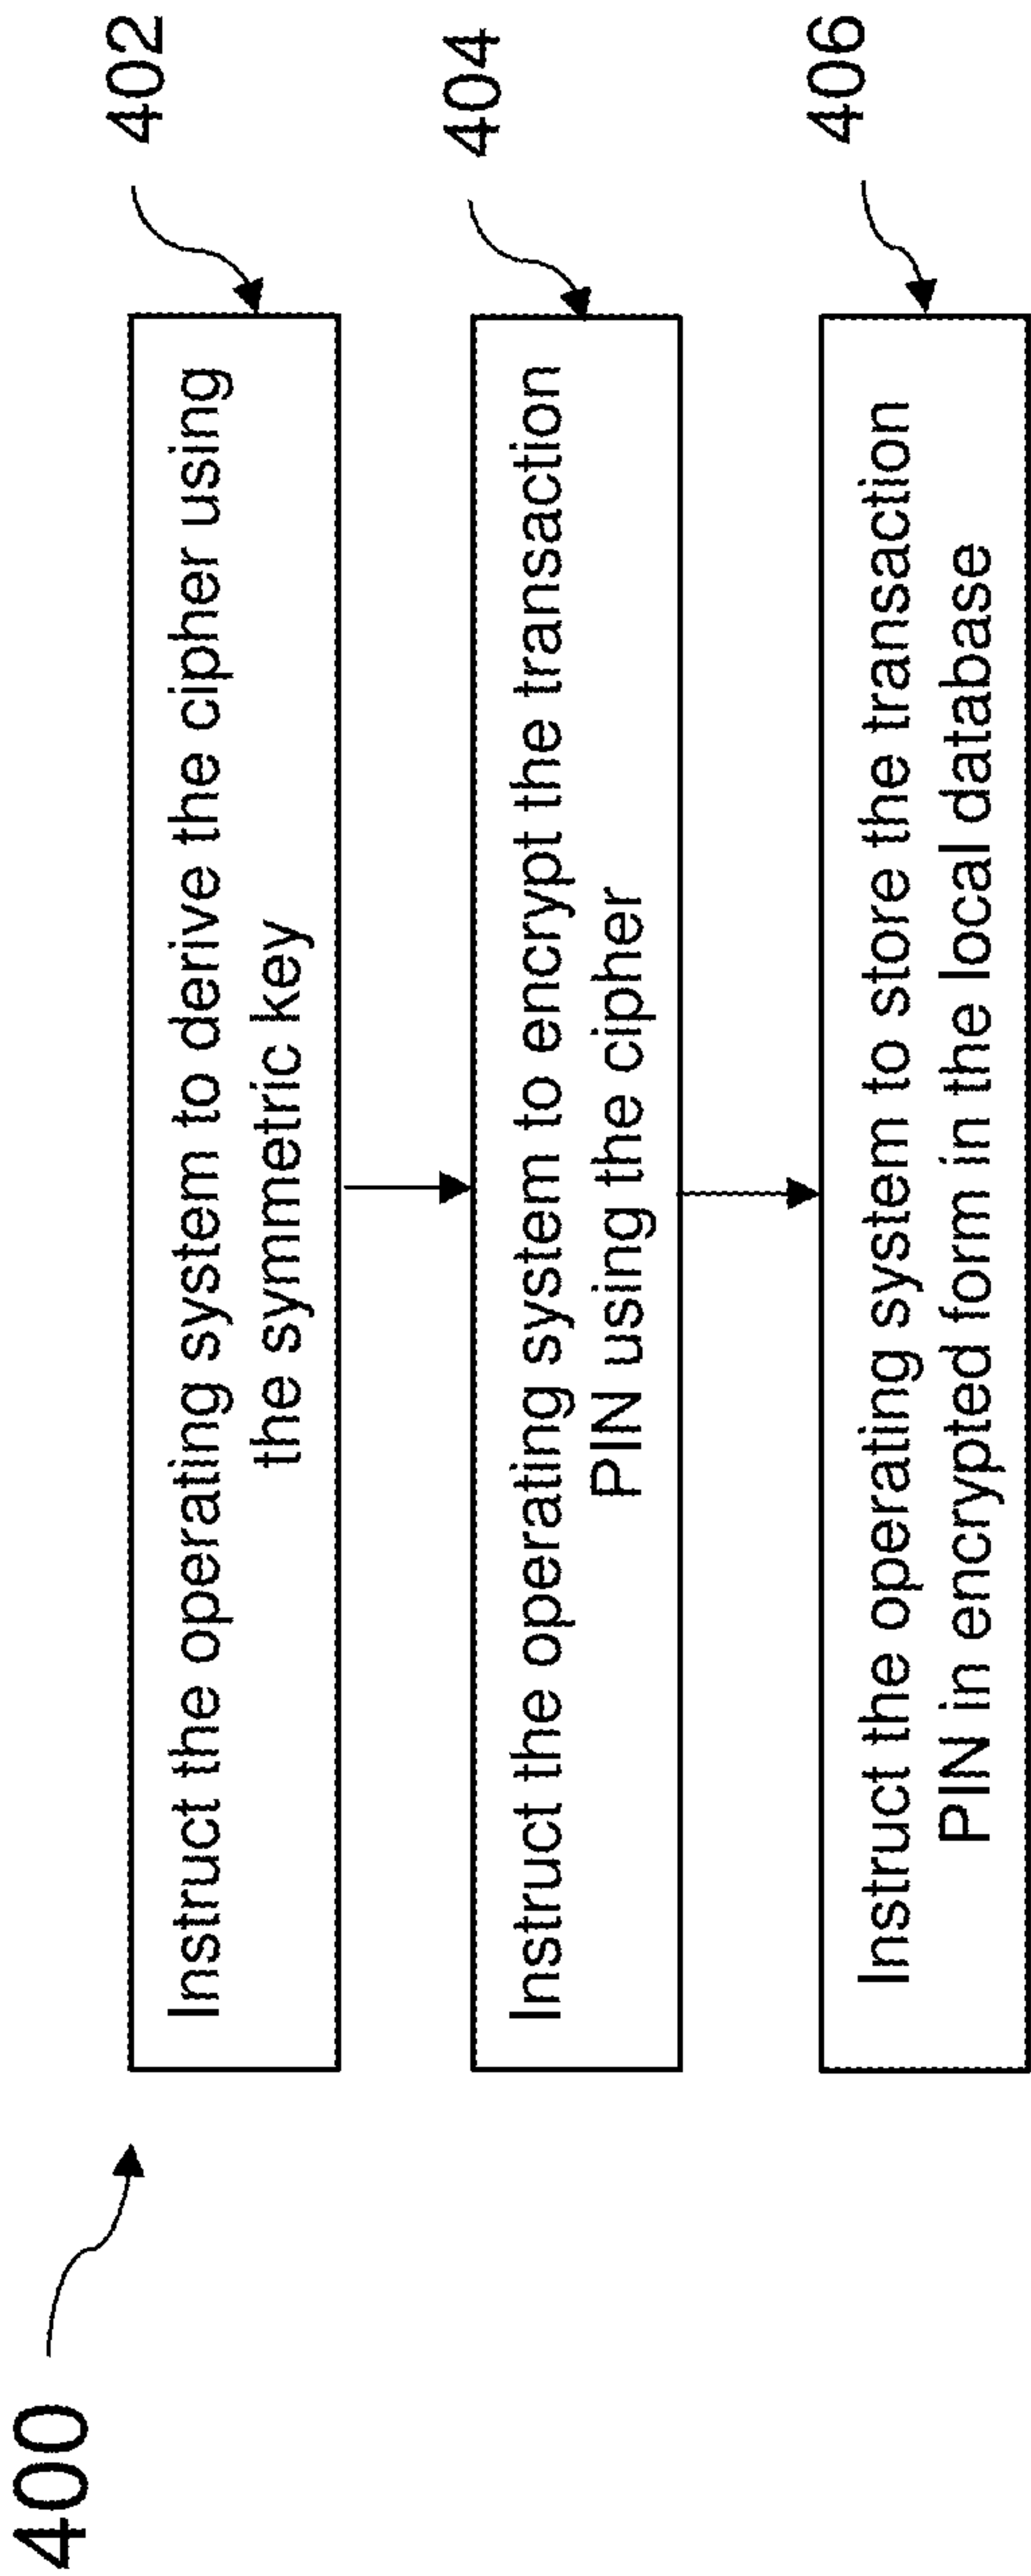 400
402
Instruct the operating system to derive the cipher using
the symmetric key
404
Instruct the operating system to encrypt the transaction
PIN using the cipher
406
Instruct the operating system to store the transaction
PIN in encrypted form in the local database